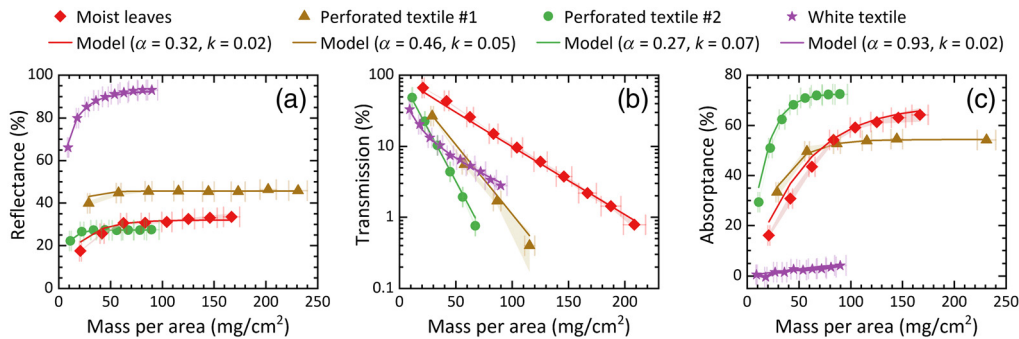 Moist leaves Perforated textile #1 Perforated textile #2 White textile
Model (α = 0.32, k = 0.02) Model (α = 0.46, k = 0.05) Model (α = 0.27, k = 0.07) Model (α = 0.93, k = 0.02)
(a)
Reflectance (%)
100
80
60
40
20
0
0 50 100 150 200 250
Mass per area (mg/cm²)
(b)
Transmission (%)
100
10
1
0.1
0 50 100 150 200
Mass per area (mg/cm²)
(c)
Absorptance (%)
80
60
40
20
0
0 50 100 150 200 250
Mass per area (mg/cm²)